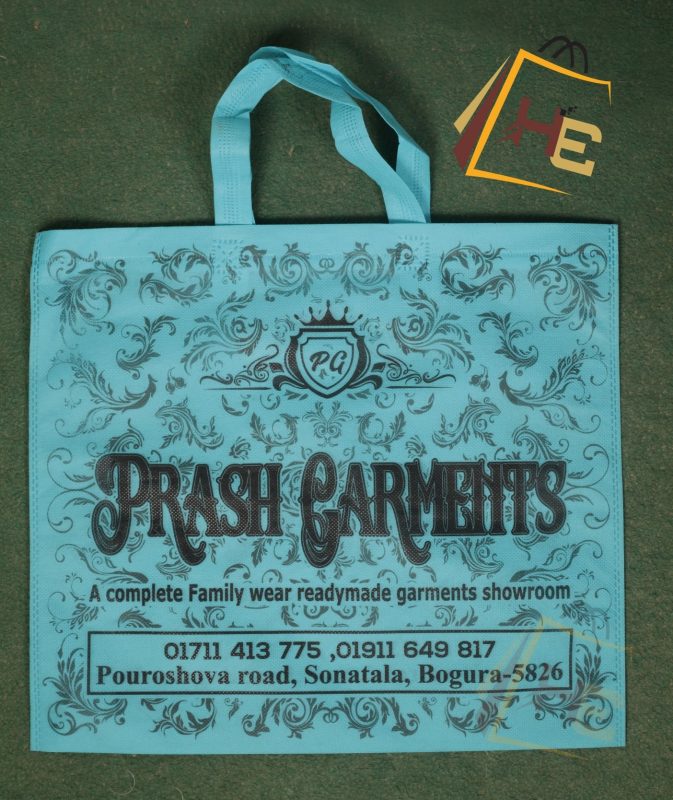 HE
P.G
PRASH GARMENTS
A complete Family wear readymade garments showroom
01711 413 775 ,01911 649 817
Pouroshova road, Sonatala, Bogura-5826
HE